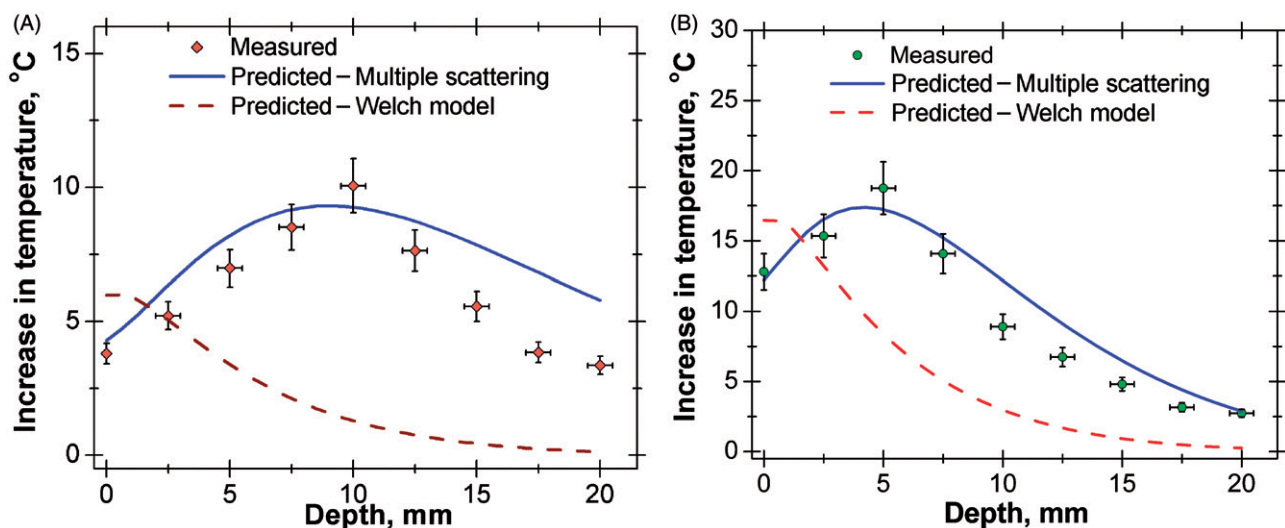 (A)
Increase in temperature, °C
15
10
5
0
Measured
Predicted – Multiple scattering
Predicted – Welch model
0 5 10 15 20
Depth, mm
(B)
Increase in temperature, °C
30
25
20
15
10
5
0
Measured
Predicted – Multiple scattering
Predicted – Welch model
0 5 10 15 20
Depth, mm